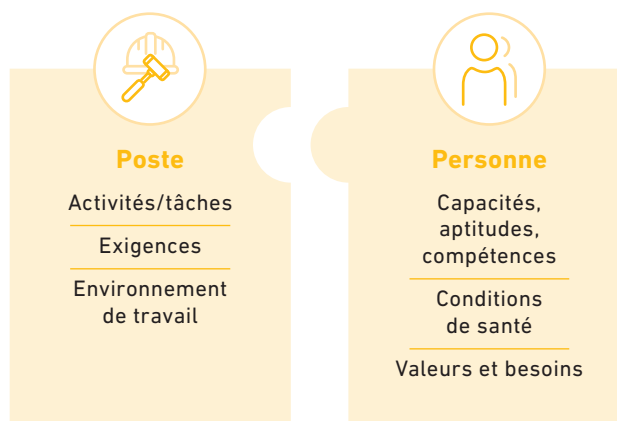 Poste
Activités/tâches
Exigences
Environnement
de travail
Personne
Capacités,
aptitudes,
compétences
Conditions
de santé
Valeurs et besoins